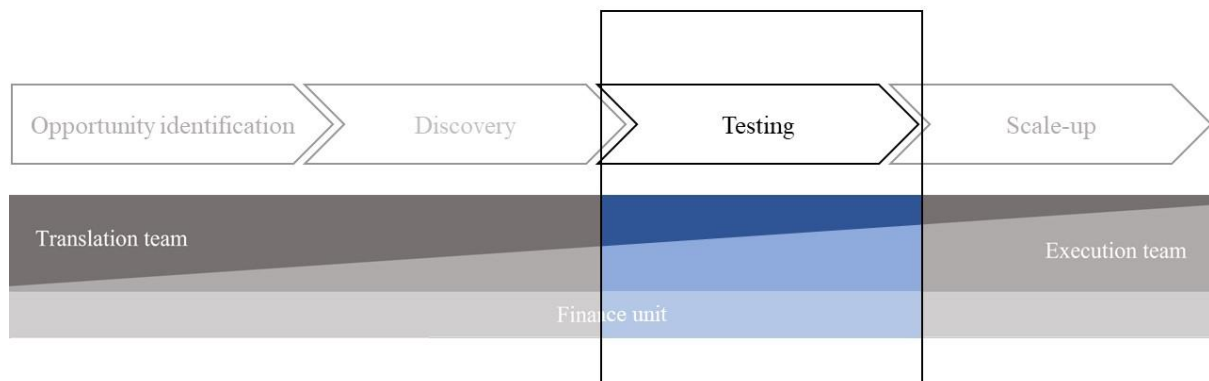 Opportunity identification
Discovery
Testing
Scale-up
Translation team
Execution team
Finance unit